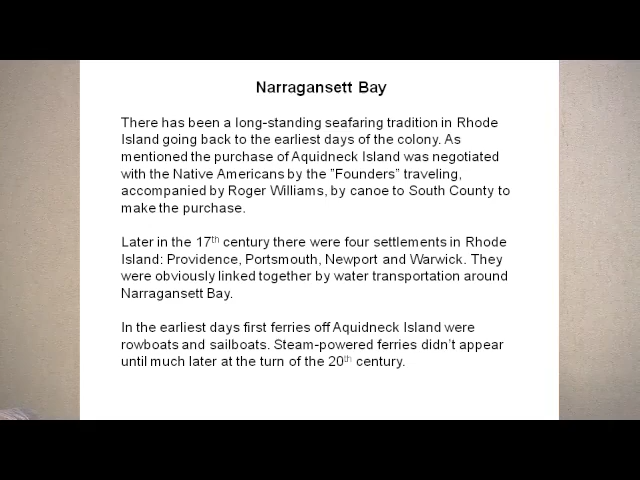 Narragansett Bay
There has been a long-standing seafaring tradition in Rhode
Island going back to the earliest days of the colony. As
mentioned the purchase of Aquidneck Island was negotiated
with the Native Americans by the ”Founders” traveling,
accompanied by Roger Williams, by canoe to South County to
make the purchase.
Later in the 17th century there were four settlements in Rhode
Island: Providence, Portsmouth, Newport and Warwick. They
were obviously linked together by water transportation around
Narragansett Bay.
In the earliest days first ferries off Aquidneck Island were
rowboats and sailboats. Steam-powered ferries didn’t appear
until much later at the turn of the 20th century.